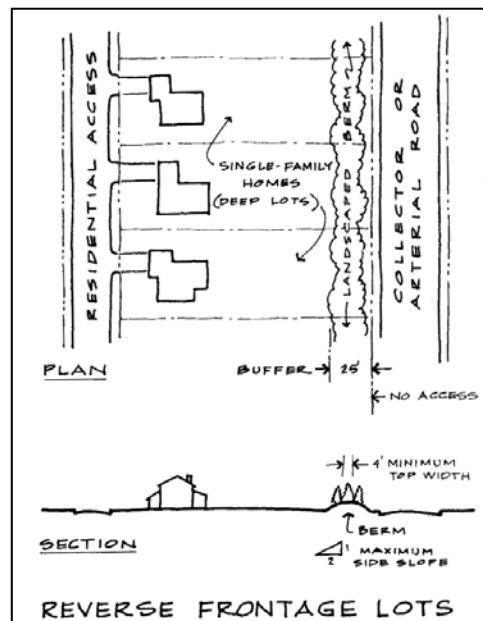 RESIDENTIAL ACCESS
SINGLE-FAMILY
HOMES
(DEEP LOTS)
LANDSCAPED BERM
COLLECTOR OR
ARTERIAL ROAD
PLAN
BUFFER 25'
NO ACCESS
4' MINIMUM
TOP WIDTH
BERM
SECTION
1
2
MAXIMUM
SIDE SLOPE
REVERSE FRONTAGE LOTS